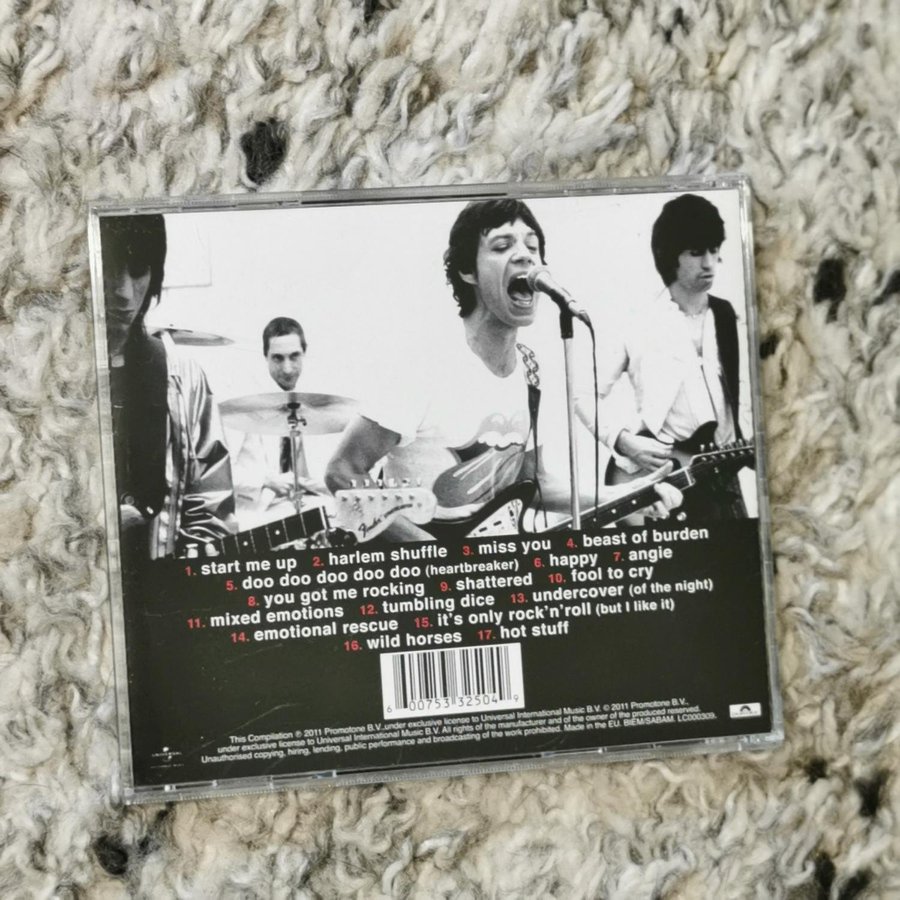 Fender
1. start me up 2. harlem shuffle 3. miss you 4. beast of burden
5. doo doo doo doo doo (heartbreaker) 6. happy 7. angie
8. you got me rocking 9. shattered 10. fool to cry
11. mixed emotions 12. tumbling dice 13. undercover (of the night)
14. emotional rescue 15. it's only rock'n'roll (but I like it)
16. wild horses 17. hot stuff
6 00753 32504 9
This Compilation ℗ 2011 Promotone B.V. under exclusive license to Universal International Music B.V. © 2011 Promotone B.V.,
under exclusive license to Universal International Music B.V. All rights of the manufacturer and of the owner of the produced reserved.
Unauthorised copying, hiring, lending, public performance and broadcasting of the work prohibited. Made in the EU. BIEM/SABAM. LC000309.
UNIVERSAL